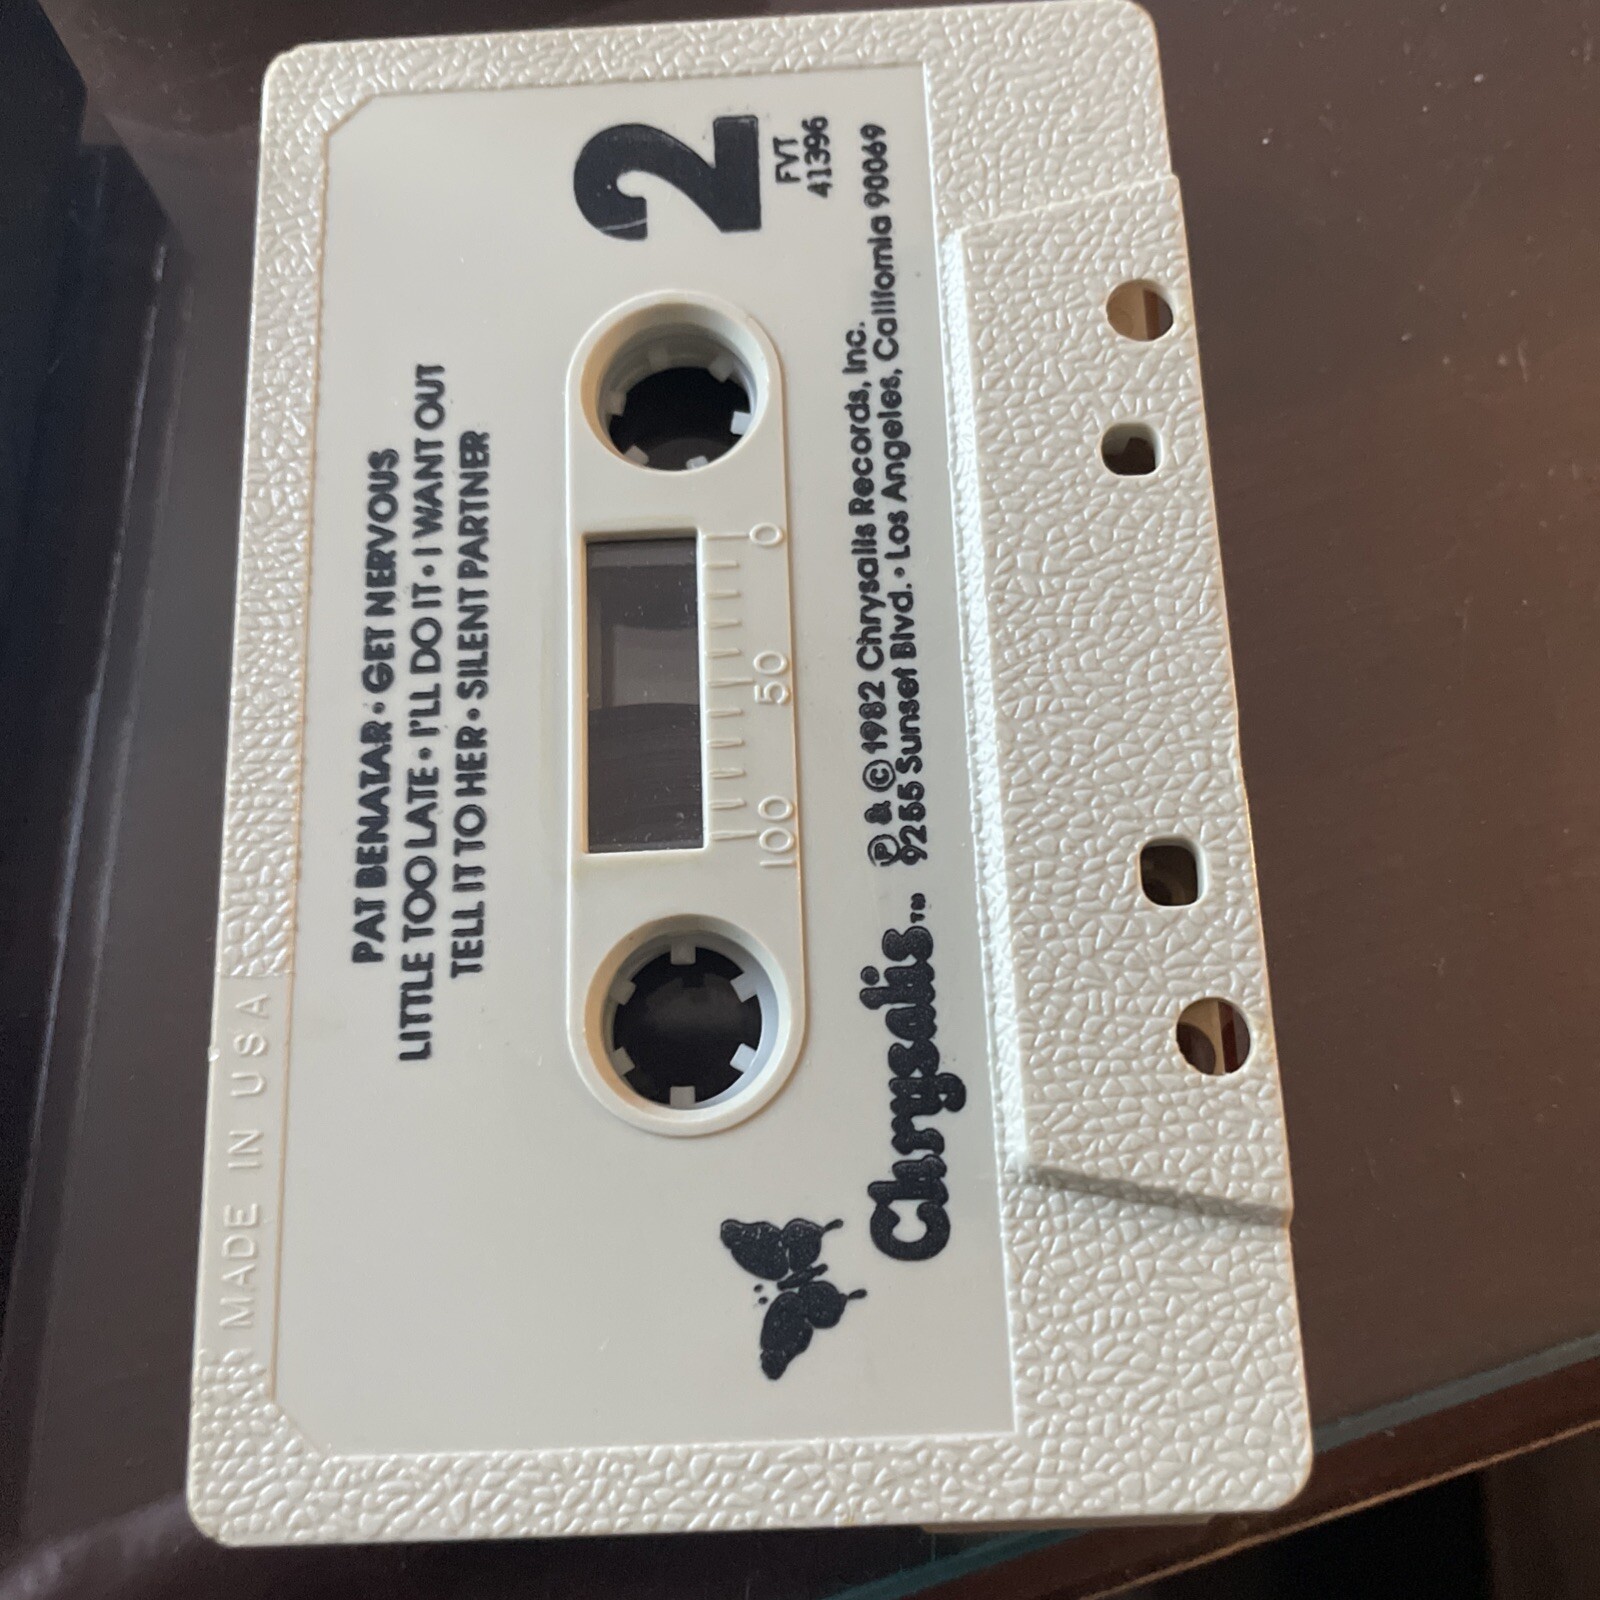 MADE IN USA
PAT BENATAR • GET NERVOUS
LITTLE TOO LATE • I'LL DO IT • I WANT OUT
TELL IT TO HER • SILENT PARTNER
2
FVT
41396
100 50 0
Chrysalis™
Ⓟ & © 1982 Chrysalis Records, Inc.
9255 Sunset Blvd. • Los Angeles, California 90069